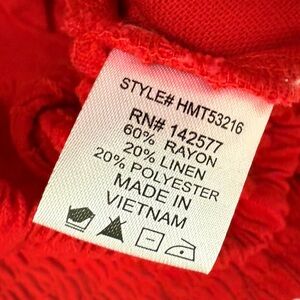 STYLE# HMT53216
RN# 142577
60% RAYON
20% LINEN
20% POLYESTER
MADE IN
VIETNAM